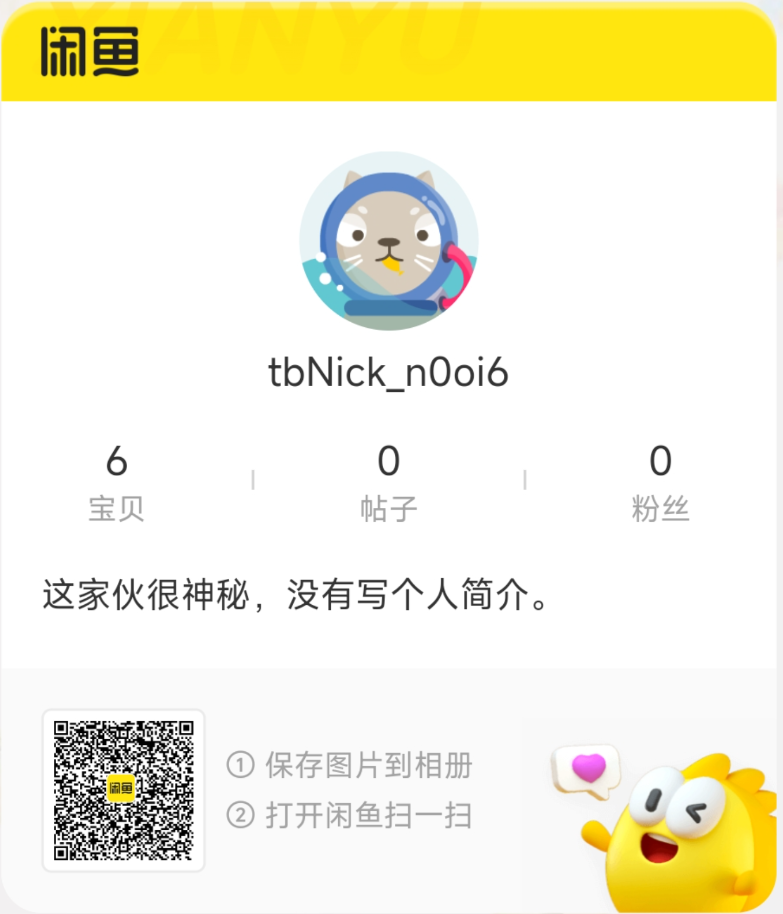 XIANYU
闲鱼
tbNick_n0oi6
6
宝贝
0
帖子
0
粉丝
这家伙很神秘，没有写个人简介。
闲鱼
① 保存图片到相册
② 打开闲鱼扫一扫